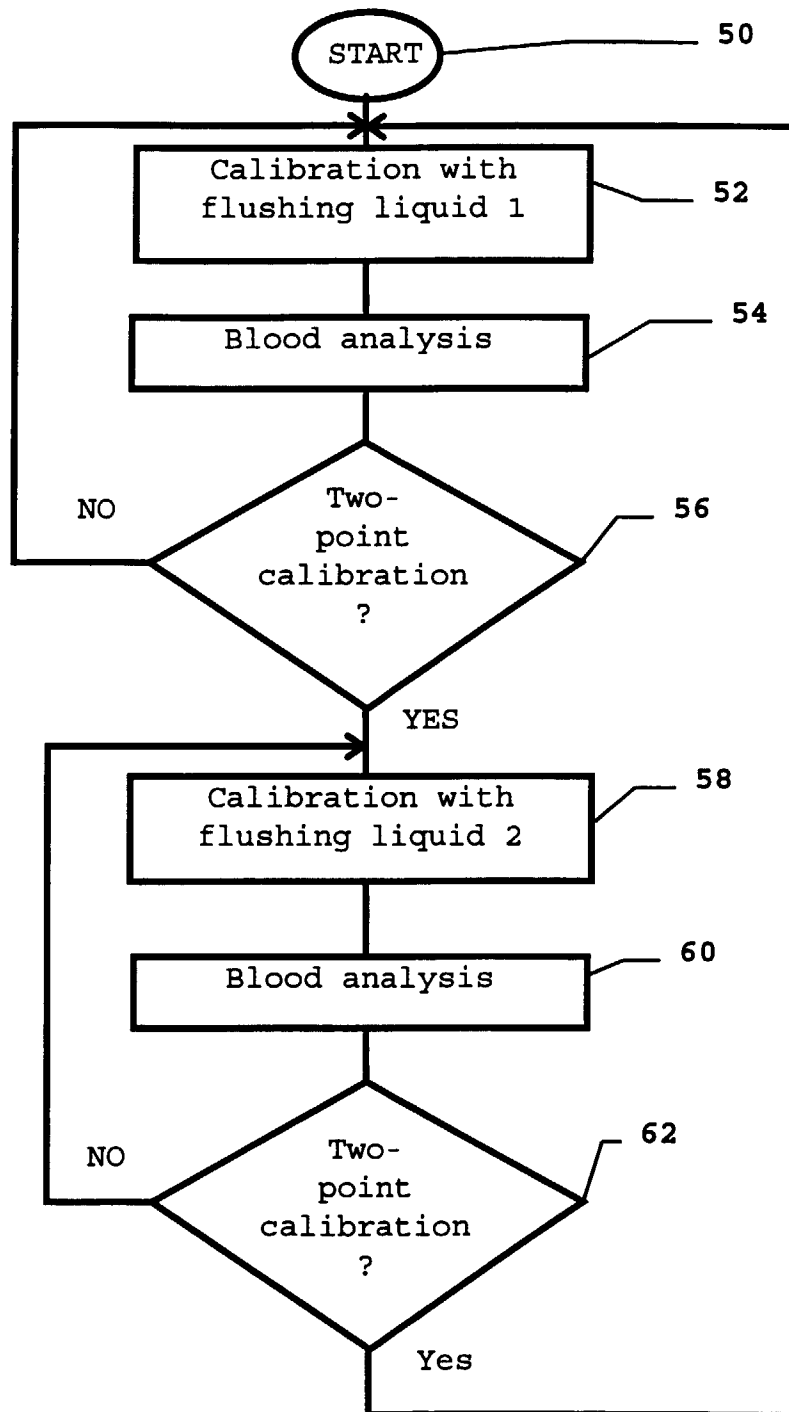 START
50
Calibration with
flushing liquid 1
52
Blood analysis
54
Two-
point
calibration
?
NO
56
YES
Calibration with
flushing liquid 2
58
Blood analysis
60
Two-
point
calibration
?
NO
62
Yes